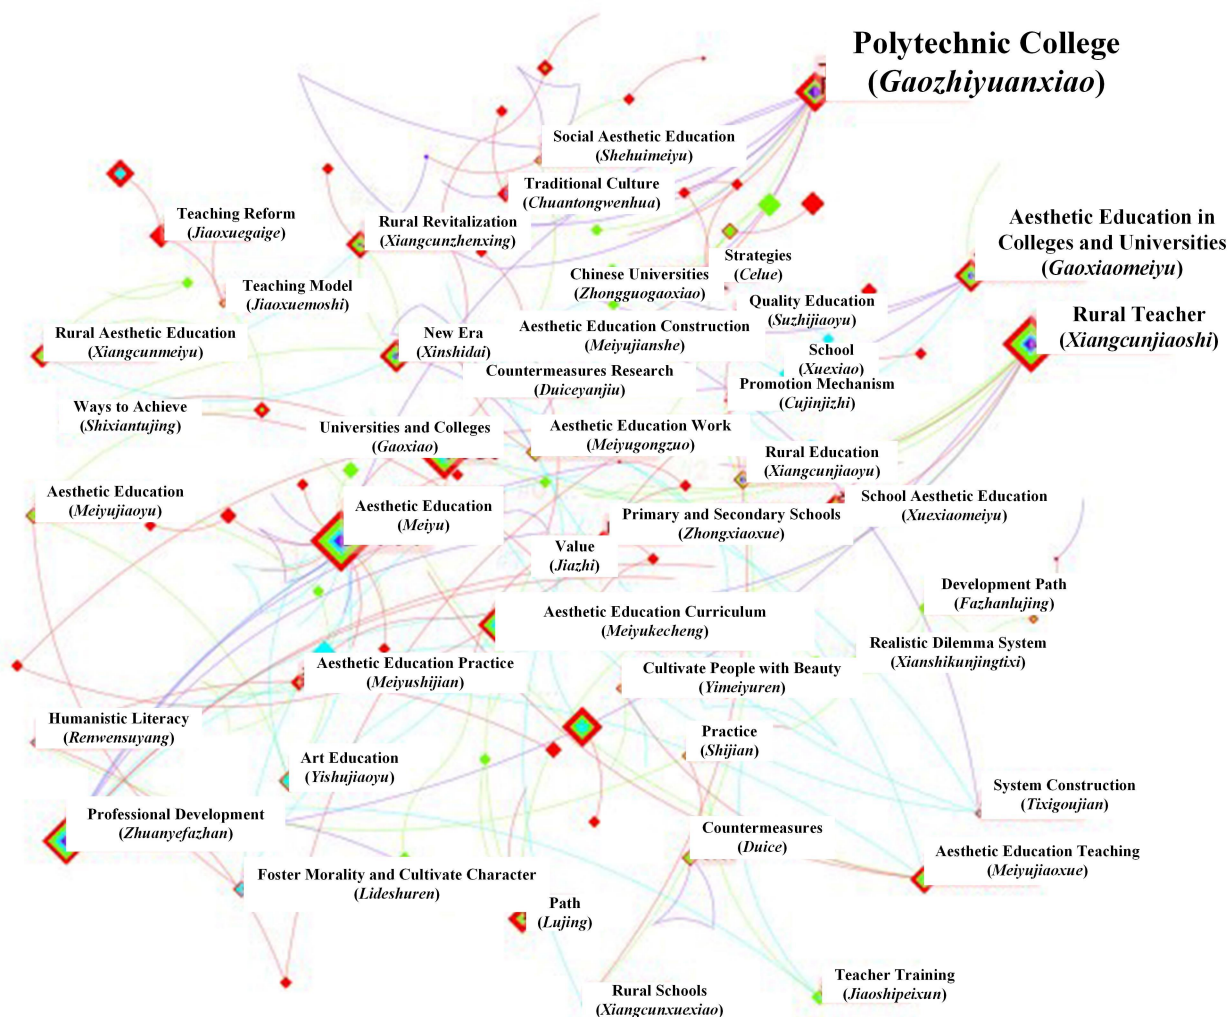 Polytechnic College
(Gaozhiyuanxiao)
Social Aesthetic Education
(Shehuimeiyu)
Traditional Culture
(Chuantongwenhua)
Teaching Reform
(Jiaoxuegaige)
Rural Revitalization
(Xiangcunzhenxing)
Aesthetic Education in
Colleges and Universities
(Gaoxiaomeiyu)
Strategies
(Celue)
Chinese Universities
(Zhongguogaoxiao)
Teaching Model
(Jiaoxuemoshi)
Quality Education
(Suzhijiaoyu)
Rural Teacher
(Xiangcunjiaoshi)
Rural Aesthetic Education
(Xiangcunmeiyu)
New Era
(Xinshidai)
Aesthetic Education Construction
(Meiyujianshe)
School
(Xuexiao)
Countermeasures Research
(Duiceyanjiu)
Promotion Mechanism
(Cujinjizhi)
Ways to Achieve
(Shixiantujing)
Universities and Colleges
(Gaoxiao)
Aesthetic Education Work
(Meiyugongzuo)
Rural Education
(Xiangcunjiaoyu)
Aesthetic Education
(Meiyujiaoyu)
Aesthetic Education
(Meiyu)
School Aesthetic Education
(Xuexiaomeiyu)
Primary and Secondary Schools
(Zhongxiaoxue)
Value
(Jiazhi)
Development Path
(Fazhanlujing)
Aesthetic Education Curriculum
(Meiyukecheng)
Realistic Dilemma System
(Xianshikunjingtixi)
Aesthetic Education Practice
(Meiyushijian)
Cultivate People with Beauty
(Yimeiyuren)
Humanistic Literacy
(Renwensuyang)
Practice
(Shijian)
Art Education
(Yishujiaoyu)
System Construction
(Tixigoujian)
Professional Development
(Zhuanyefazhan)
Countermeasures
(Duice)
Aesthetic Education Teaching
(Meiyujiaoxue)
Foster Morality and Cultivate Character
(Lideshuren)
Path
(Lujing)
Teacher Training
(Jiaoshipeixun)
Rural Schools
(Xiangcunxuexiao)